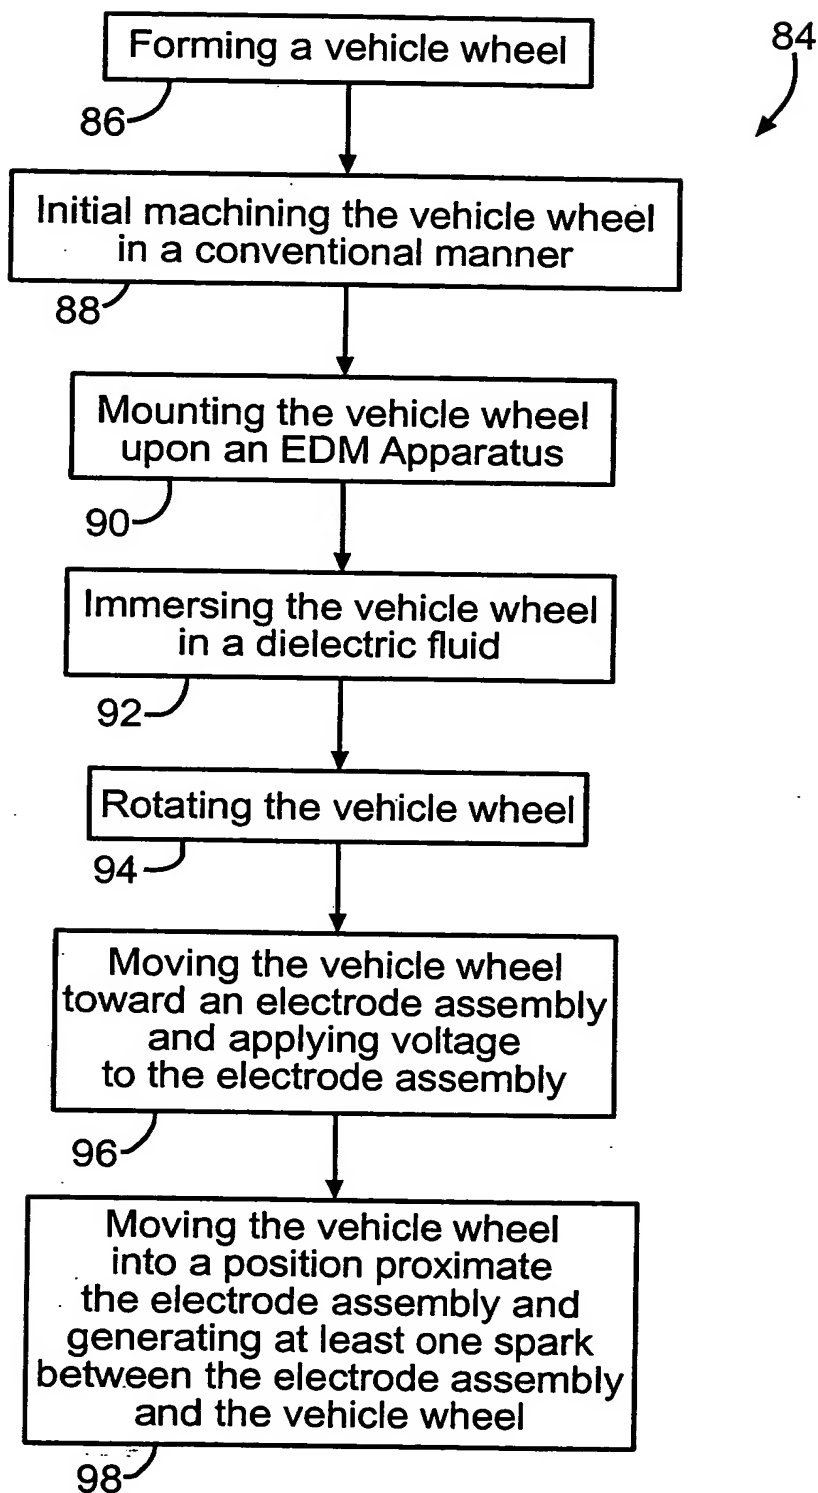 84
Forming a vehicle wheel
86
Initial machining the vehicle wheel
in a conventional manner
88
Mounting the vehicle wheel
upon an EDM Apparatus
90
Immersing the vehicle wheel
in a dielectric fluid
92
Rotating the vehicle wheel
94
Moving the vehicle wheel
toward an electrode assembly
and applying voltage
to the electrode assembly
96
Moving the vehicle wheel
into a position proximate
the electrode assembly and
generating at least one spark
between the electrode assembly
and the vehicle wheel
98